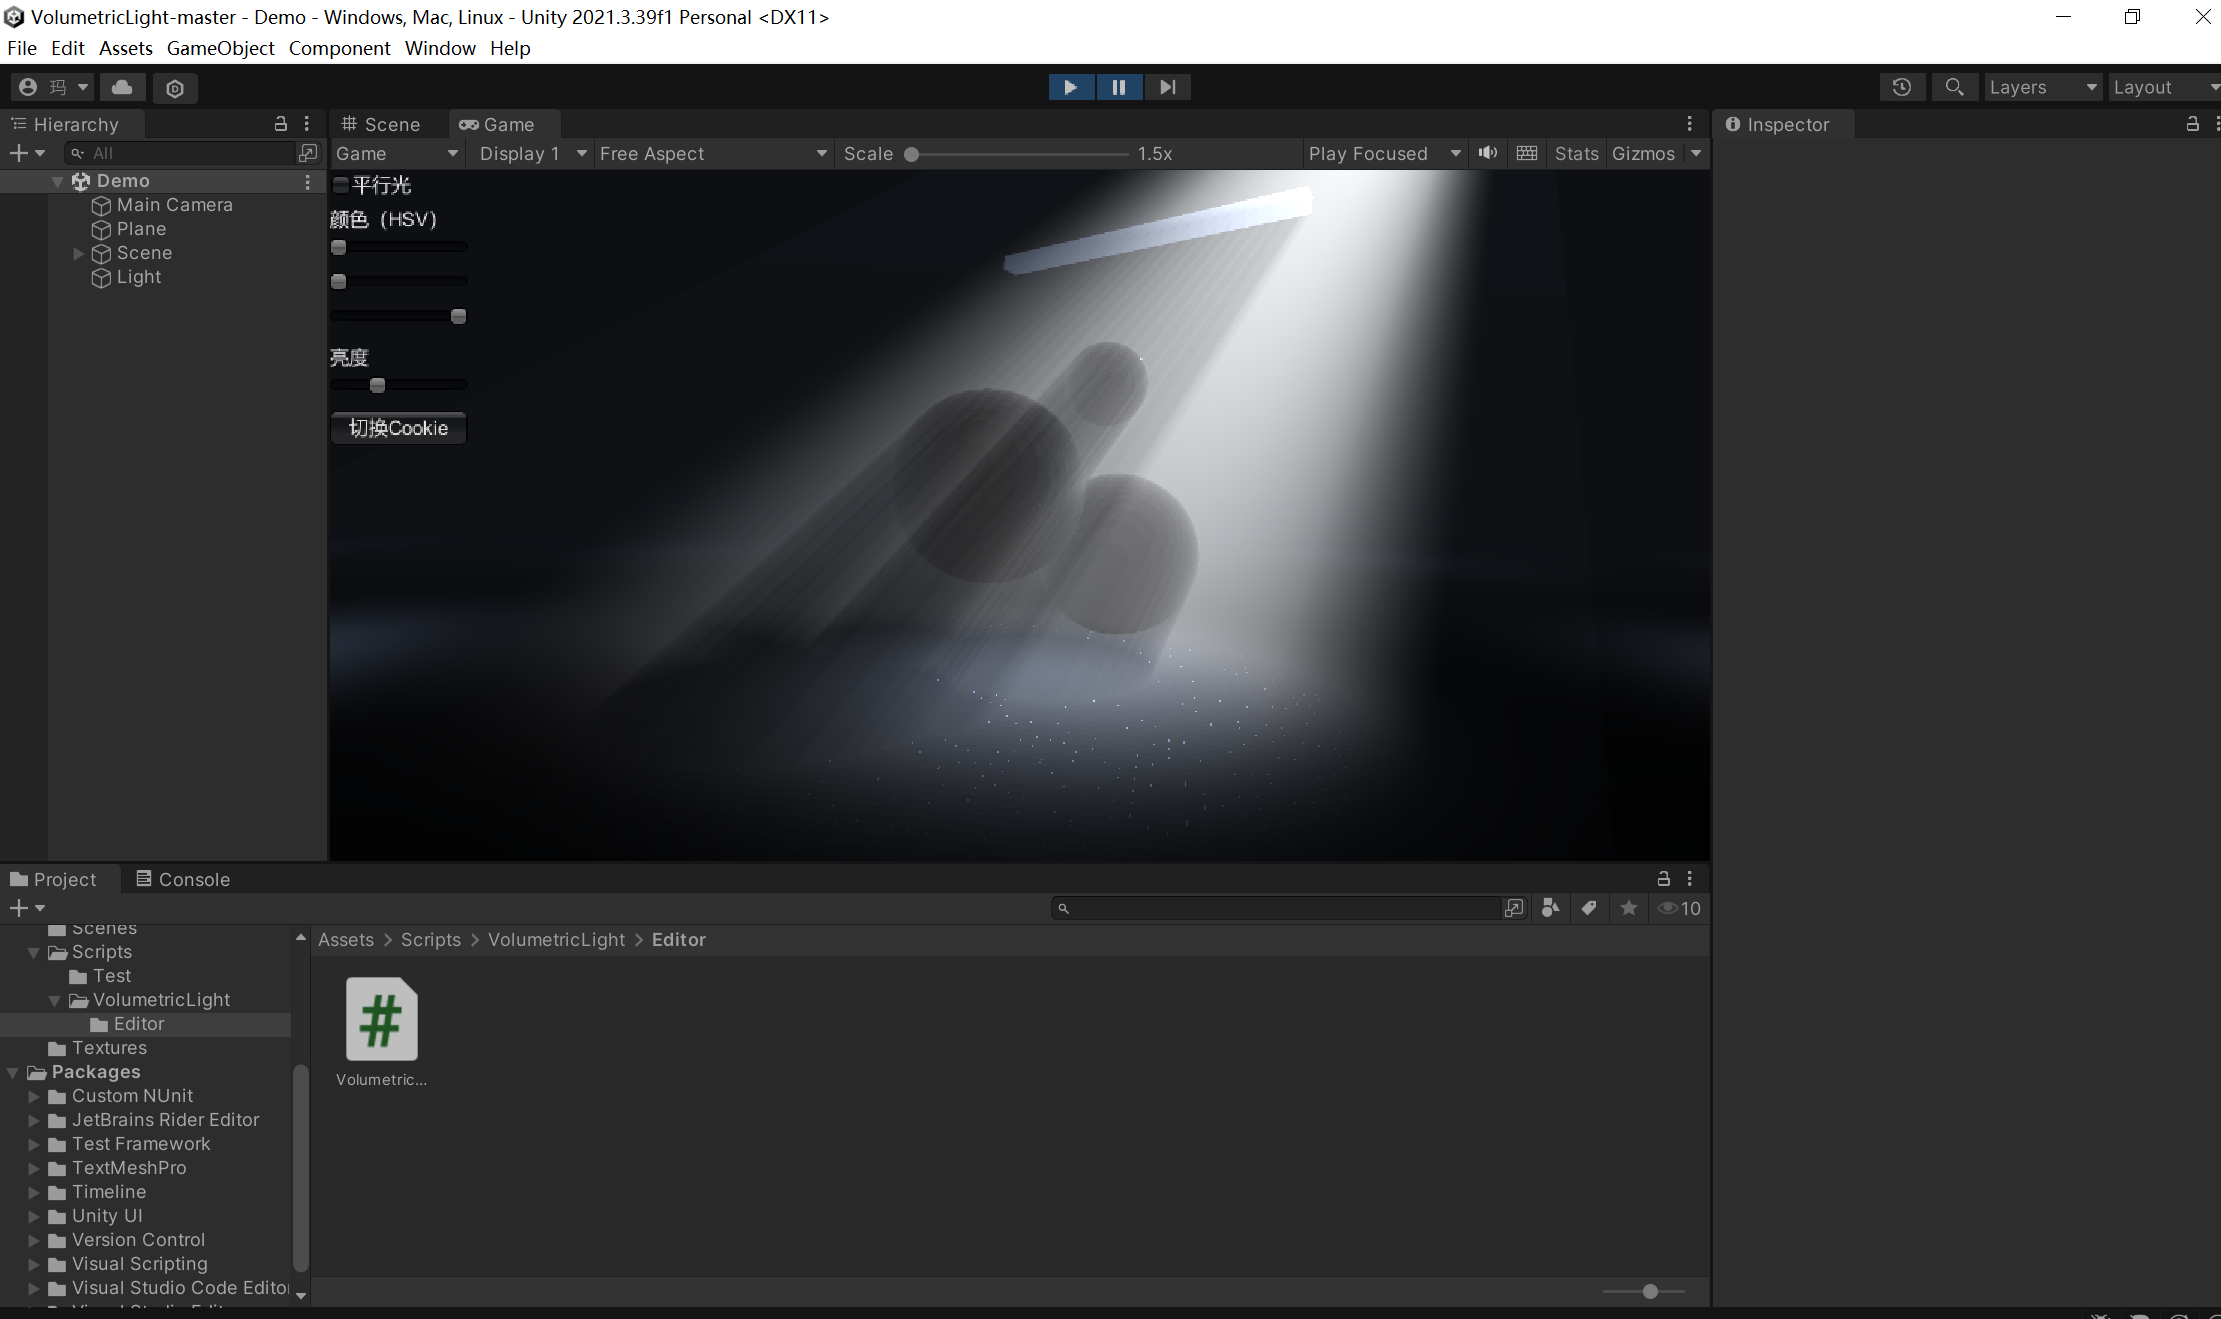 VolumetricLight-master - Demo - Windows, Mac, Linux - Unity 2021.3.39f1 Personal <DX11>
File Edit Assets GameObject Component Window Help
玛
Layers
Layout
Hierarchy
Scene
Game
Inspector
All
Game
Display 1
Free Aspect
Scale
1.5x
Play Focused
Stats
Gizmos
Demo
Main Camera
Plane
Scene
Light
平行光
颜色（HSV）
亮度
切换Cookie
Project
Console
10
Scenes
Scripts
Test
VolumetricLight
Editor
Textures
Packages
Custom NUnit
JetBrains Rider Editor
Test Framework
TextMeshPro
Timeline
Unity UI
Version Control
Visual Scripting
Visual Studio Code Editor
Assets > Scripts > VolumetricLight > Editor
Volumetric...